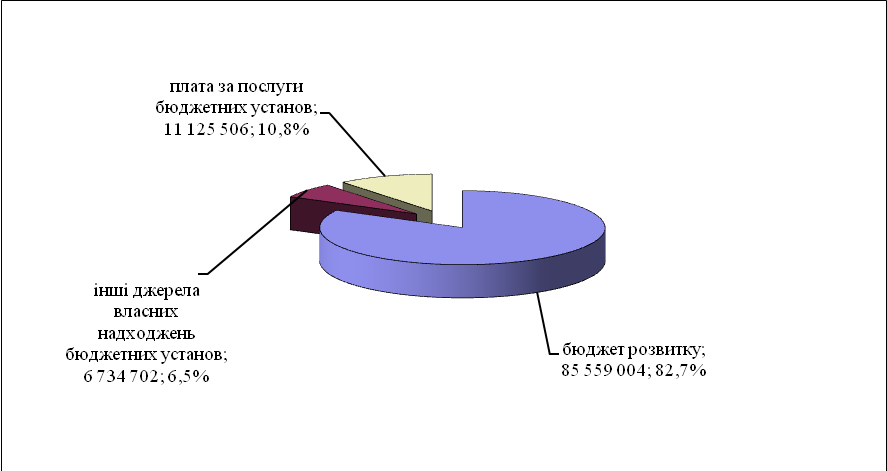 плата за послуги
бюджетних установ;
11 125 506; 10,8%
інші джерела
власних
надходжень
бюджетних установ;
6 734 702; 6,5%
бюджет розвитку;
85 559 004; 82,7%